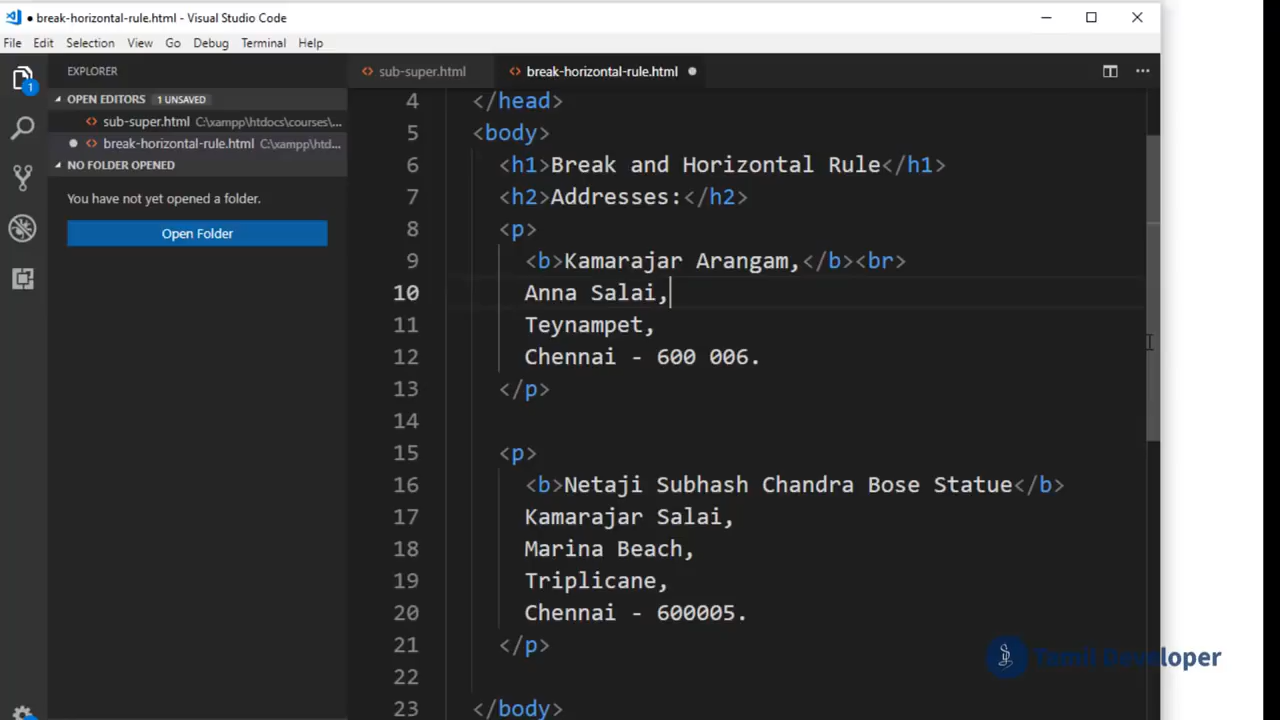 break-horizontal-rule.html - Visual Studio Code
File Edit Selection View Go Debug Terminal Help
EXPLORER
sub-super.html
break-horizontal-rule.html
1
OPEN EDITORS 1 UNSAVED
sub-super.html C:\xampp\htdocs\courses\...
break-horizontal-rule.html C:\xampp\htd...
NO FOLDER OPENED
You have not yet opened a folder.
Open Folder
4 </head>
5 <body>
6 <h1>Break and Horizontal Rule</h1>
7 <h2>Addresses:</h2>
8 <p>
9 <b>Kamarajar Arangam,</b><br>
10 Anna Salai,
11 Teynampet,
12 Chennai - 600 006.
13 </p>
14
15 <p>
16 <b>Netaji Subhash Chandra Bose Statue</b>
17 Kamarajar Salai,
18 Marina Beach,
19 Triplicane,
20 Chennai - 600005.
21 </p>
22
23 </body>
Tamil Developer